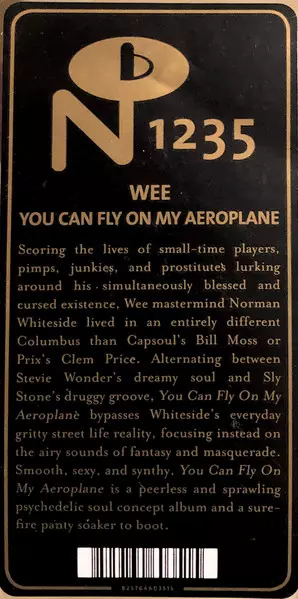 N b 1235
WEE
YOU CAN FLY ON MY AEROPLANE
Scoring the lives of small-time players,
pimps, junkies, and prostitutes lurking
around his simultaneously blessed and
cursed existence, Wee mastermind Norman
Whiteside lived in an entirely different
Columbus than Capsoul's Bill Moss or
Prix's Clem Price. Alternating between
Stevie Wonder's dreamy soul and Sly
Stone's druggy groove, You Can Fly On My
Aeroplane bypasses Whiteside's everyday
gritty street life reality, focusing instead on
the airy sounds of fantasy and masquerade.
Smooth, sexy, and synthy, You Can Fly On
My Aeroplane is a peerless and sprawling
psychedelic soul concept album and a sure-
fire panty soaker to boot.